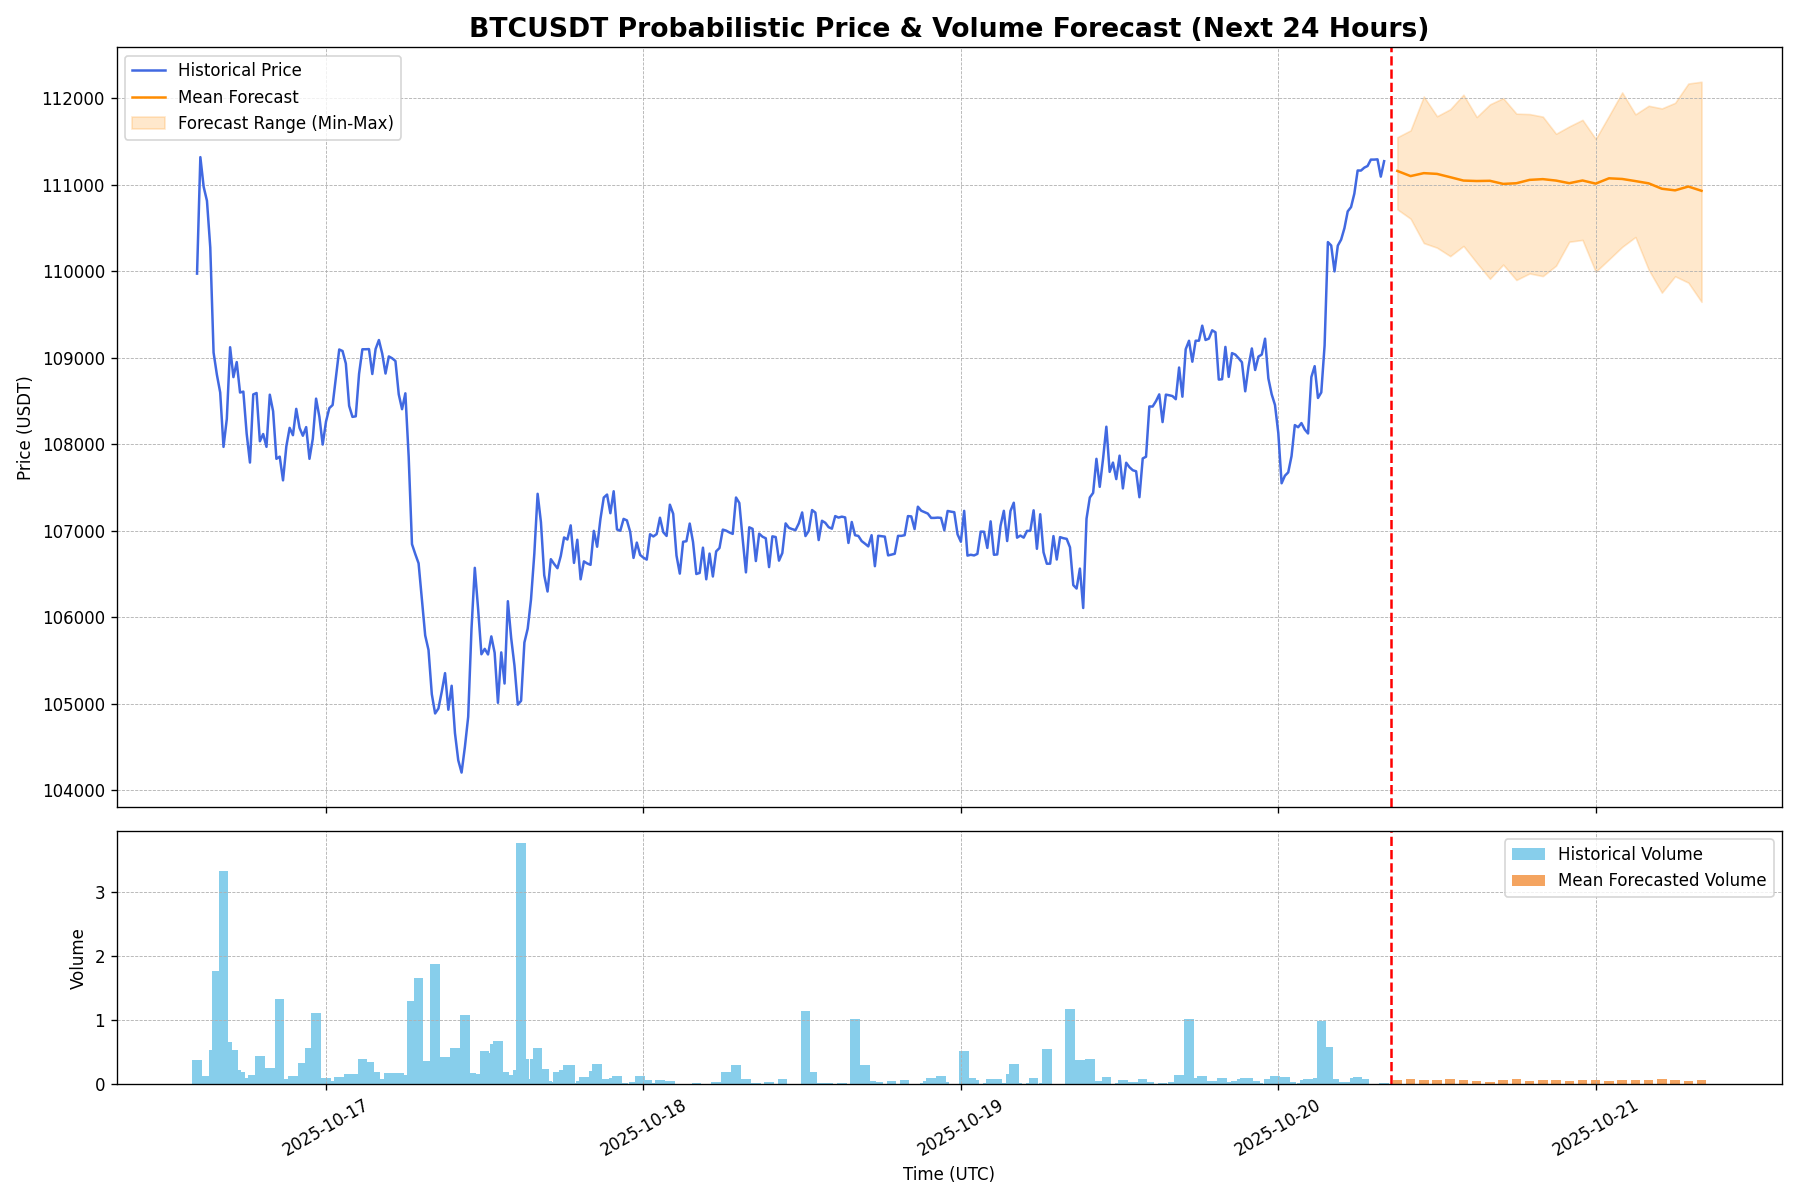 BTCUSDT Probabilistic Price & Volume Forecast (Next 24 Hours)
Historical Price
Mean Forecast
Forecast Range (Min-Max)
112000
111000
110000
109000
108000
107000
106000
105000
104000
Price (USDT)
Historical Volume
Mean Forecasted Volume
3
2
1
0
Volume
2025-10-17
2025-10-18
2025-10-19
2025-10-20
2025-10-21
Time (UTC)